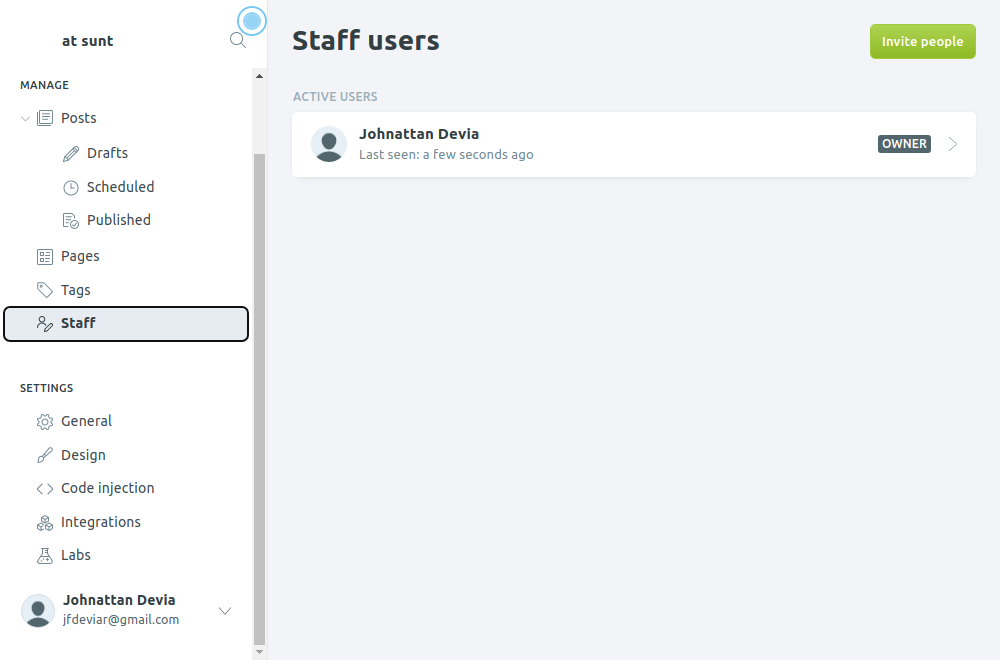 at sunt
MANAGE
Posts
Drafts
Scheduled
Published
Pages
Tags
Staff
SETTINGS
General
Design
Code injection
Integrations
Labs
Johnattan Devia
jfdeviar@gmail.com
Staff users
Invite people
ACTIVE USERS
Johnattan Devia
Last seen: a few seconds ago
OWNER